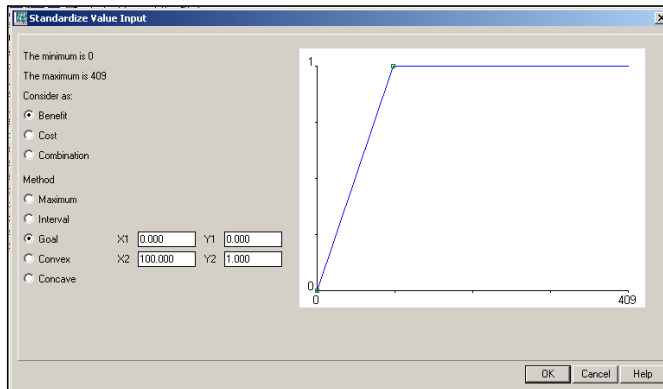 Standardize Value Input
The minimum is 0
The maximum is 409
Consider as:
Benefit
Cost
Combination
Method
Maximum
Interval
Goal X1 0.000 Y1 0.000
Convex X2 100.000 Y2 1.000
Concave
1
0
0 409
OK Cancel Help